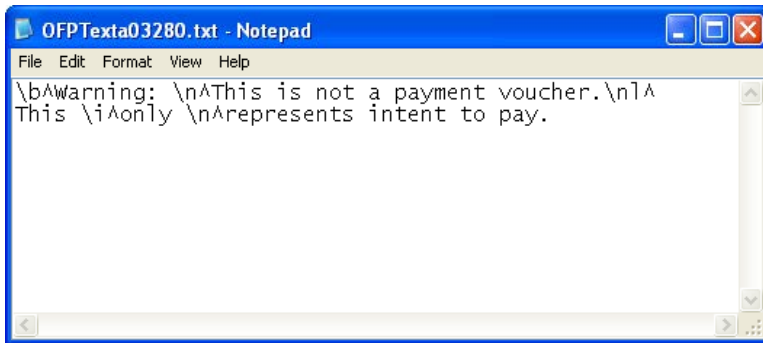 OFPTexta03280.txt - Notepad
File Edit Format View Help
\b^Warning: \n^This is not a payment voucher.\nl^
This \i^only \n^represents intent to pay.